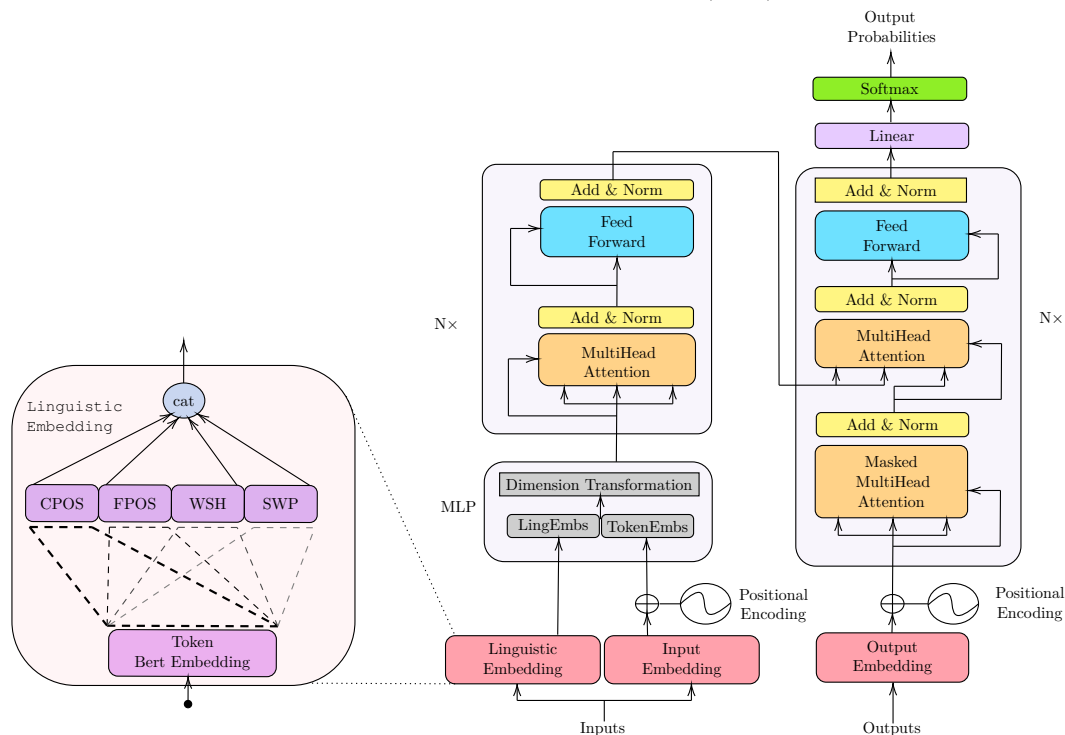 Output
Probabilities
Softmax
Linear
Add & Norm
Feed
Forward
Add & Norm
MultiHead
Attention
Add & Norm
Masked
MultiHead
Attention
N×
Positional
Encoding
Output
Embedding
Outputs
Add & Norm
Feed
Forward
Add & Norm
MultiHead
Attention
N×
MLP
Dimension Transformation
LingEmbs
TokenEmbs
Positional
Encoding
Linguistic
Embedding
Input
Embedding
Inputs
cat
Linguistic
Embedding
CPOS
FPOS
WSH
SWP
Token
Bert Embedding